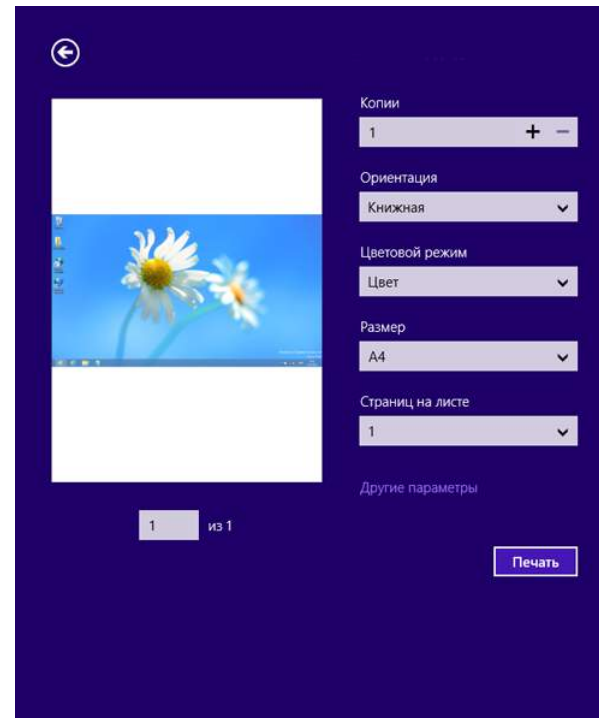 Копии
1
Ориентация
Книжная
Цветовой режим
Цвет
Размер
A4
Страниц на листе
1
Другие параметры
1 из 1
Печать